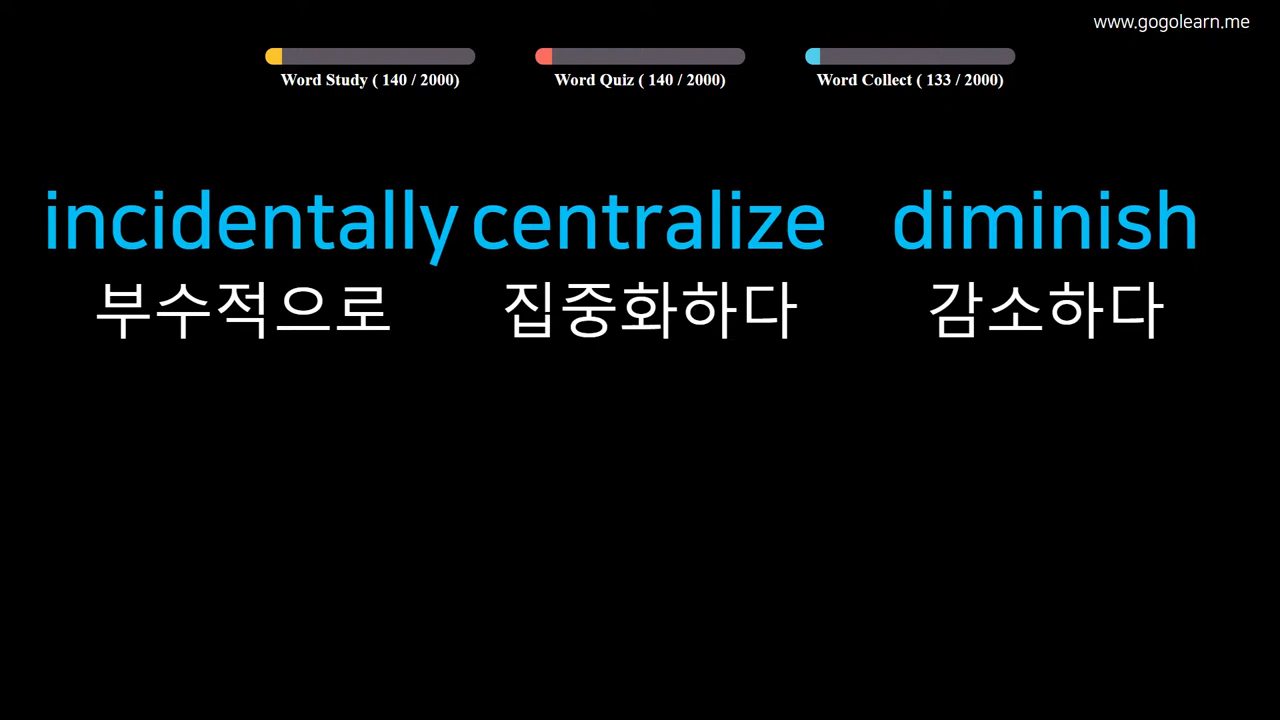 www.gogolearn.me
Word Study ( 140 / 2000)
Word Quiz ( 140 / 2000)
Word Collect ( 133 / 2000)
incidentally centralize diminish
부수적으로 집중화하다 감소하다